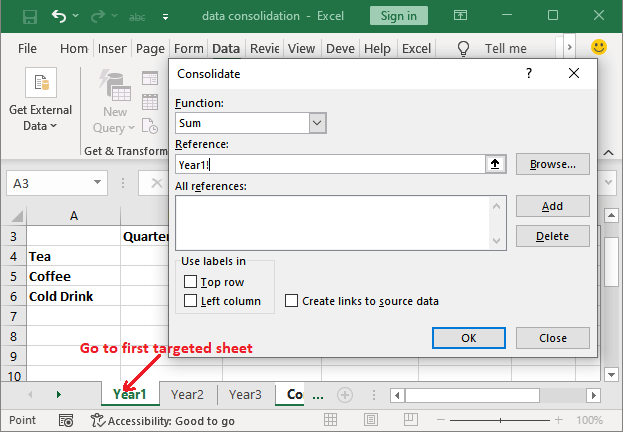 data consolidation - Excel
Sign in
abc
File Hom Inser Page Form Data Revie View Deve Help Excel Tell me
Get External
Data
New
Query
Get & Transform
Consolidate
?
Function:
Sum
Reference:
Year1!
Browse...
All references:
Add
Delete
Use labels in
Top row
Left column
Create links to source data
OK
Close
A3
A
3 Quarter
4 Tea
5 Coffee
6 Cold Drink
7
8
9
10
Go to first targeted sheet
Year1 Year2 Year3 Co ...
Point
Accessibility: Good to go
100%